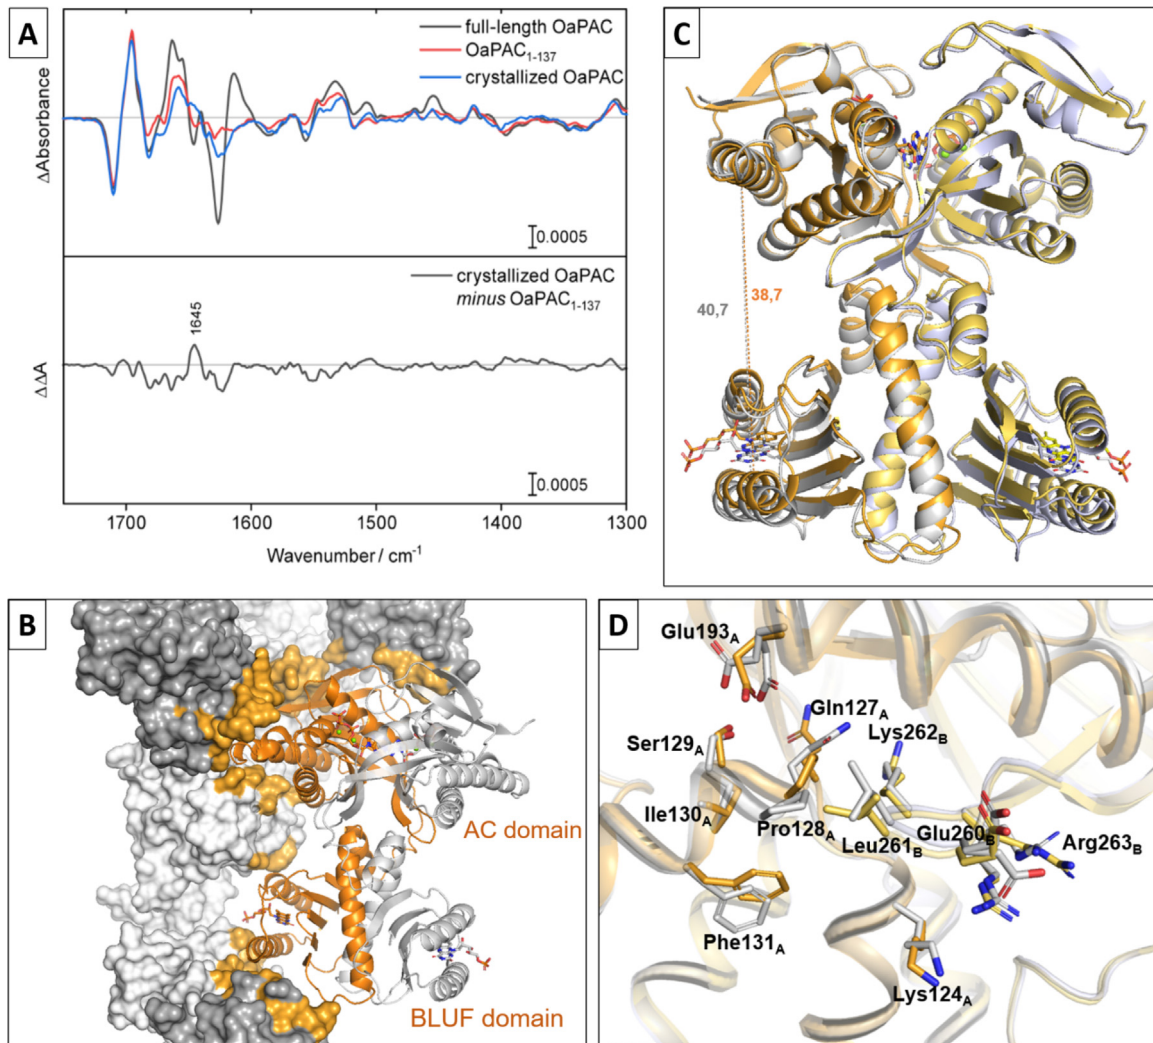 A
full-length OaPAC
OaPAC1-137
crystallized OaPAC
ΔAbsorbance
0.0005
crystallized OaPAC
minus OaPAC1-137
1645
ΔΔA
0.0005
1700 1600 1500 1400 1300
Wavenumber / cm-1
B
AC domain
BLUF domain
C
40,7
38,7
D
Glu193A
Gln127A
Lys262B
Ser129A
Ile130A
Pro128A
Leu261B
Glu260B
Arg263B
Phe131A
Lys124A